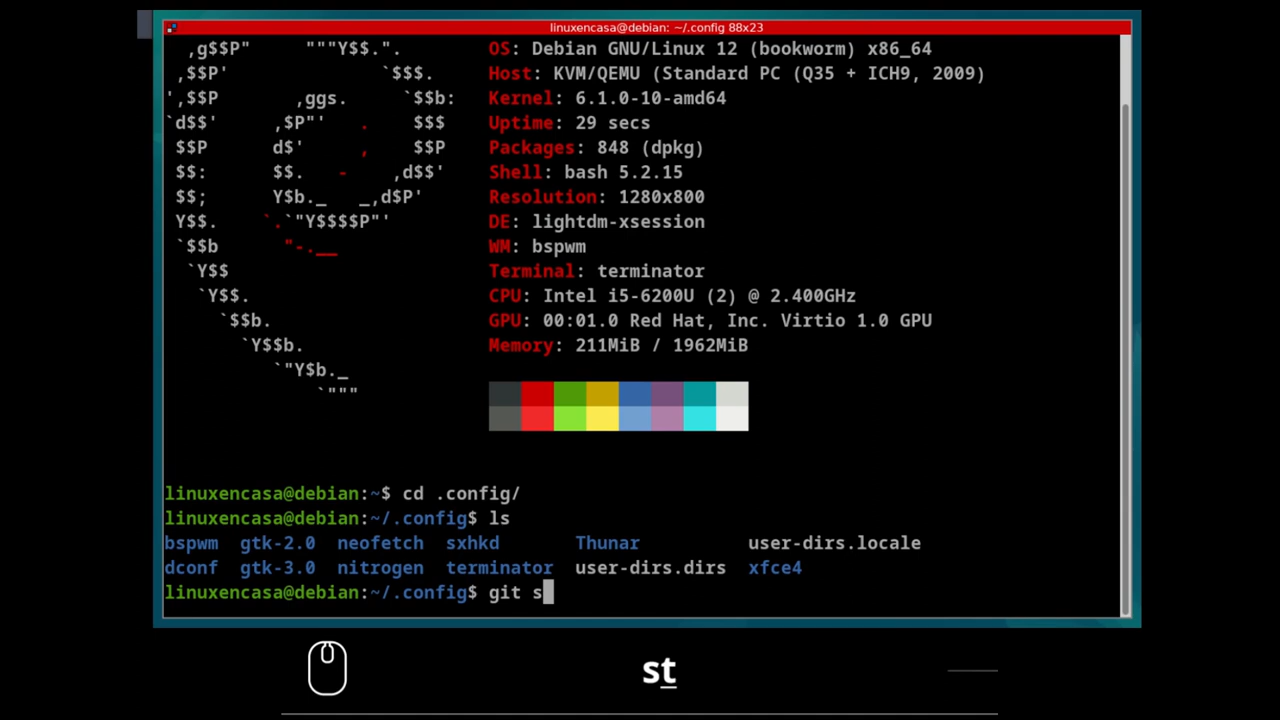 linuxencasa@debian: ~/.config 88x23
,g$$P"     """Y$$.".     OS: Debian GNU/Linux 12 (bookworm) x86_64
,$$P'              `$$$.     Host: KVM/QEMU (Standard PC (Q35 + ICH9, 2009)
',$$P       ,ggs.     `$$b:   Kernel: 6.1.0-10-amd64
`d$$'     ,$P"'   .    $$$    Uptime: 29 secs
$$P      d$'     ,    $$P    Packages: 848 (dpkg)
$$:      $$.   -    ,d$$'    Shell: bash 5.2.15
$$;      Y$b._   _,d$P'     Resolution: 1280x800
Y$$.    `.`"Y$$$$P"'         DE: lightdm-xsession
`$$b      "-.__              WM: bspwm
`Y$$                        Terminal: terminator
`Y$$.                      CPU: Intel i5-6200U (2) @ 2.400GHz
`$$b.                    GPU: 00:01.0 Red Hat, Inc. Virtio 1.0 GPU
`Y$$b.                 Memory: 211MiB / 1962MiB
`"Y$b._
`"""
linuxencasa@debian:~$ cd .config/
linuxencasa@debian:~/.config$ ls
bspwm  gtk-2.0  neofetch  sxhkd       Thunar          user-dirs.locale
dconf  gtk-3.0  nitrogen  terminator  user-dirs.dirs  xfce4
linuxencasa@debian:~/.config$ git s
st